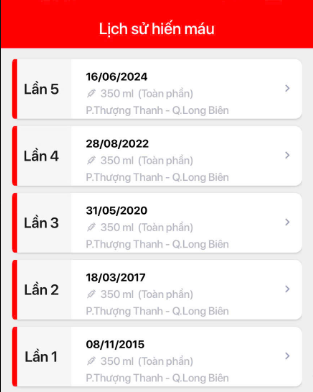 Lịch sử hiến máu
Lần 5
16/06/2024
350 ml (Toàn phần)
P.Thượng Thanh - Q.Long Biên
Lần 4
28/08/2022
350 ml (Toàn phần)
P.Thượng Thanh - Q.Long Biên
Lần 3
31/05/2020
350 ml (Toàn phần)
P.Thượng Thanh - Q.Long Biên
Lần 2
18/03/2017
350 ml (Toàn phần)
P.Thượng Thanh - Q.Long Biên
Lần 1
08/11/2015
350 ml (Toàn phần)
P.Thượng Thanh - Q.Long Biên